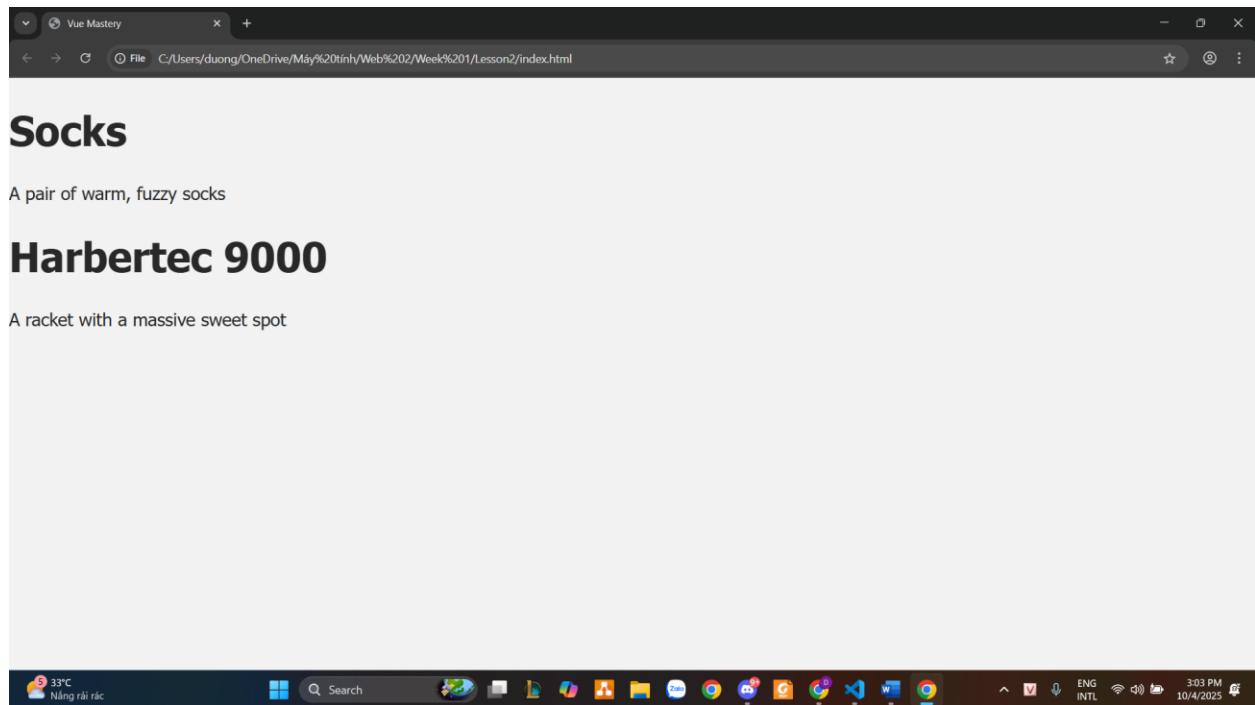 Vue Mastery
File C:/Users/duong/OneDrive/Máy%20tính/Web%202/Week%201/Lesson2/index.html
Socks
A pair of warm, fuzzy socks
Harbertec 9000
A racket with a massive sweet spot
5
33°C
Nắng rải rác
Search
Zalo
V
ENG
INTL
3:03 PM
10/4/2025